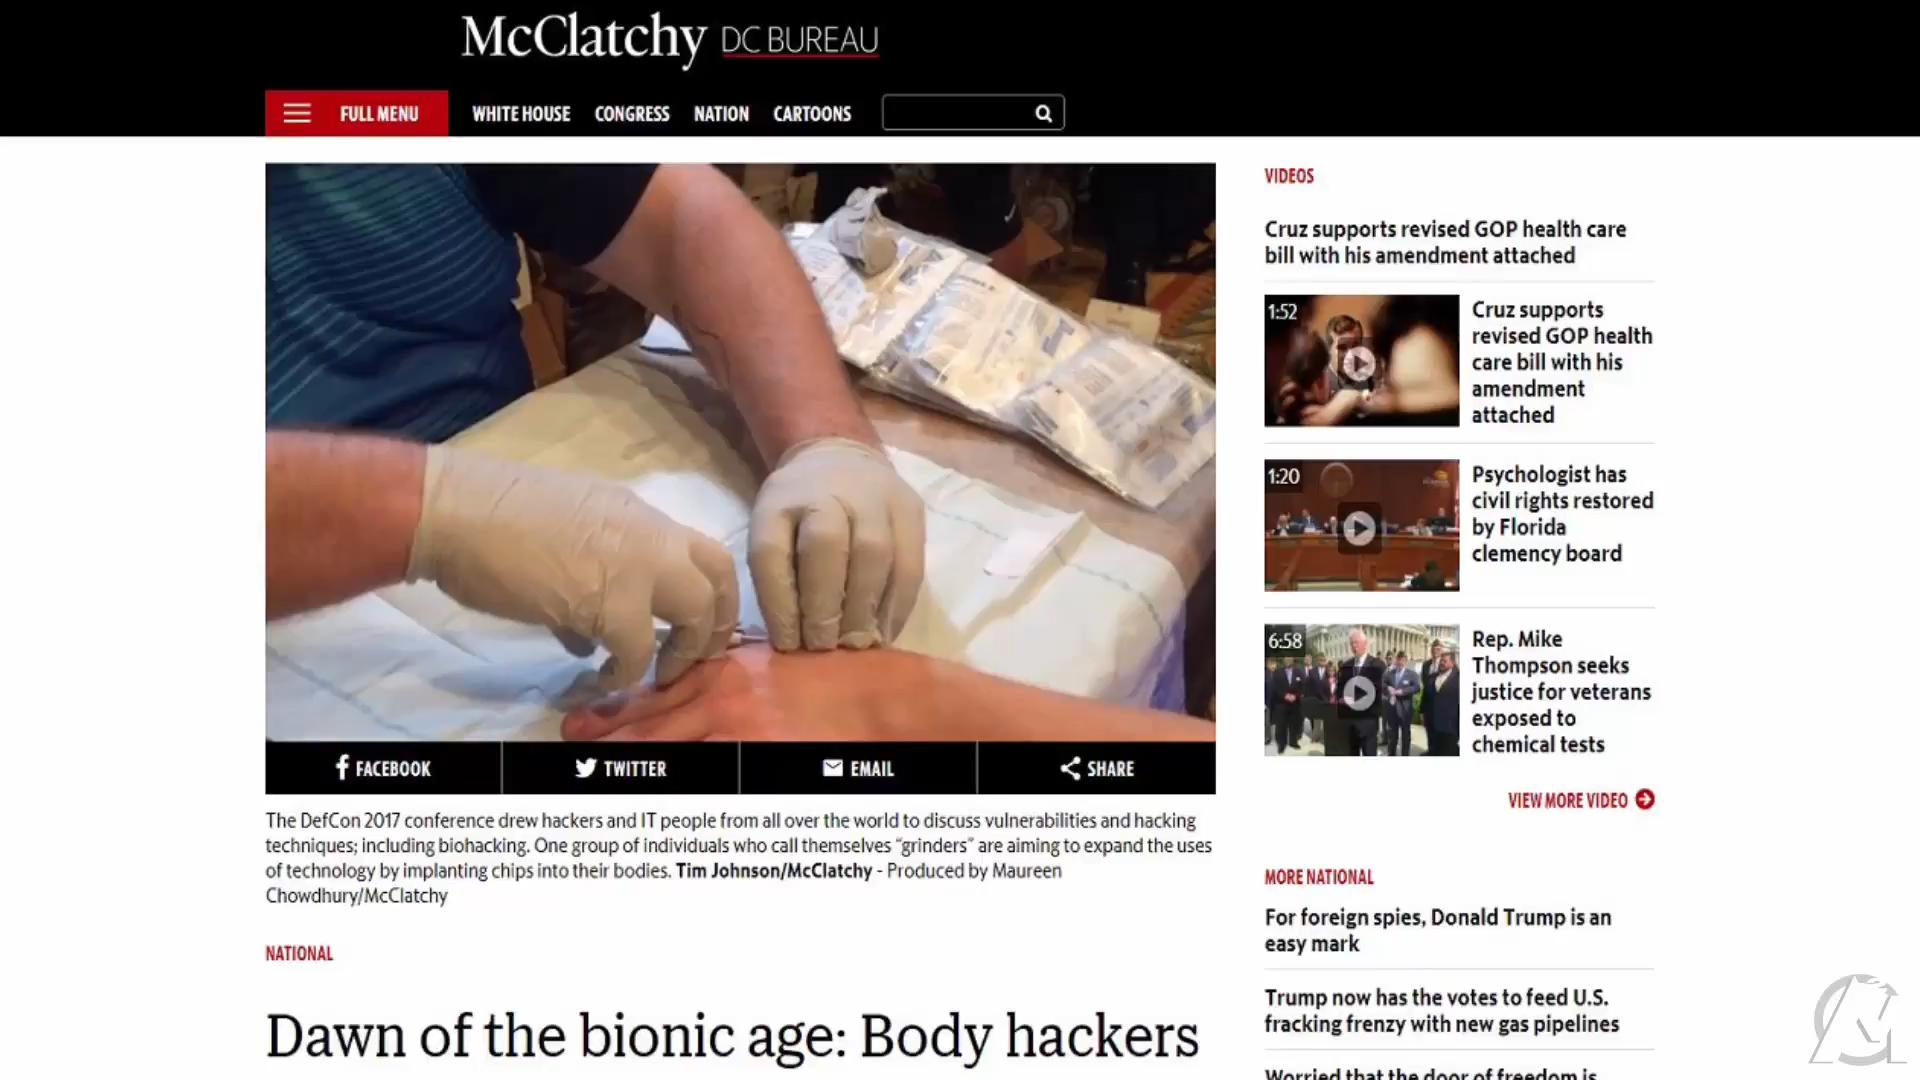 McClatchy DC BUREAU
FULL MENU
WHITE HOUSE
CONGRESS
NATION
CARTOONS
FACEBOOK
TWITTER
EMAIL
SHARE
The DefCon 2017 conference drew hackers and IT people from all over the world to discuss vulnerabilities and hacking
techniques; including biohacking. One group of individuals who call themselves “grinders” are aiming to expand the uses
of technology by implanting chips into their bodies. Tim Johnson/McClatchy - Produced by Maureen
Chowdhury/McClatchy
NATIONAL
Dawn of the bionic age: Body hackers
VIDEOS
Cruz supports revised GOP health care
bill with his amendment attached
1:52
Cruz supports
revised GOP health
care bill with his
amendment
attached
1:20
Psychologist has
civil rights restored
by Florida
clemency board
6:58
Rep. Mike
Thompson seeks
justice for veterans
exposed to
chemical tests
VIEW MORE VIDEO
MORE NATIONAL
For foreign spies, Donald Trump is an
easy mark
Trump now has the votes to feed U.S.
fracking frenzy with new gas pipelines
Worried that the door of freedom is